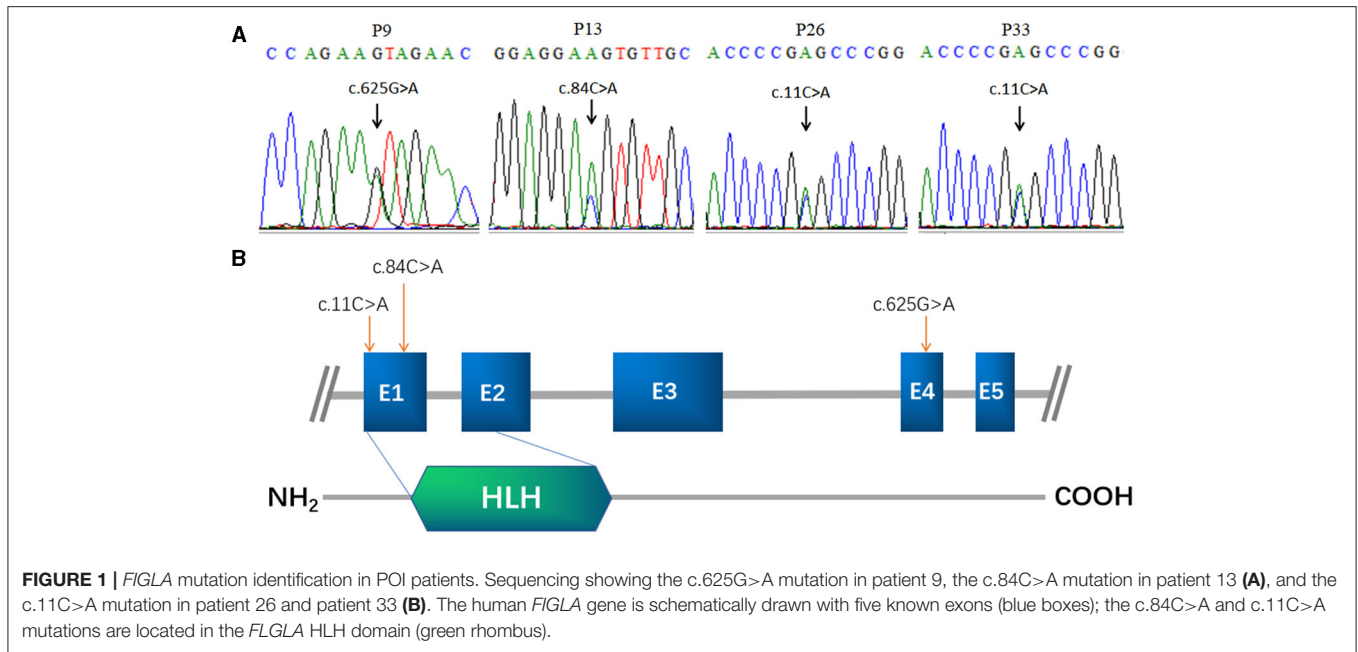 A
P9 P13 P26 P33
C C AGAAGTAGAAC GGAGGAAGTGTTGC ACCCCGAGCCCGG ACCCCGAGCCCGG
c.625G>A c.84C>A c.11C>A c.11C>A
B
c.84C>A
c.11C>A c.625G>A
E1 E2 E3 E4 E5
NH2 HLH COOH
FIGURE 1 | FIGLA mutation identification in POI patients. Sequencing showing the c.625G>A mutation in patient 9, the c.84C>A mutation in patient 13 (A), and the
c.11C>A mutation in patient 26 and patient 33 (B). The human FIGLA gene is schematically drawn with five known exons (blue boxes); the c.84C>A and c.11C>A
mutations are located in the FLGLA HLH domain (green rhombus).